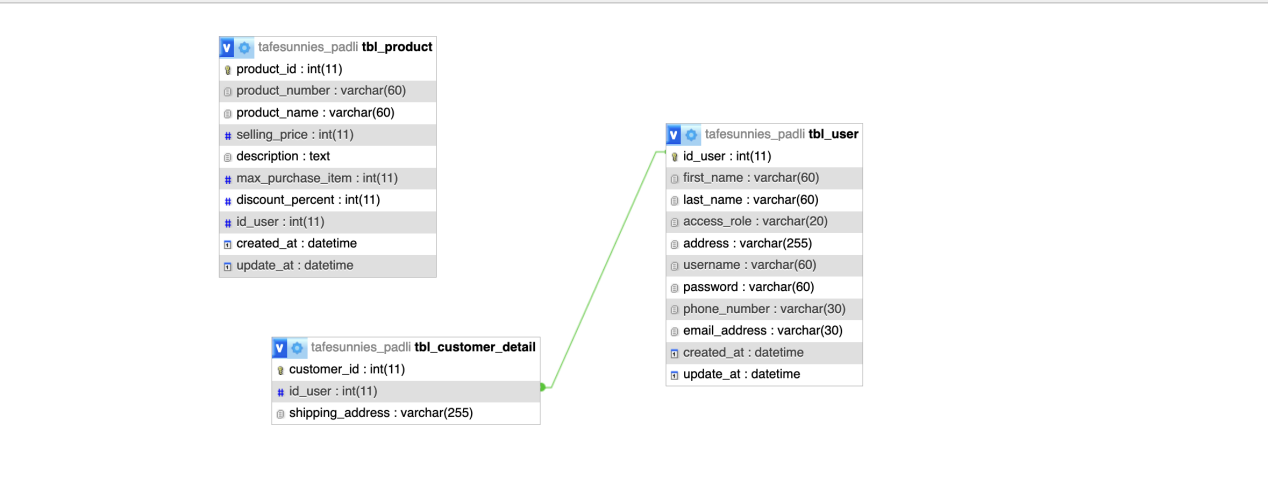 V tafesunnies_padli tbl_product
product_id : int(11)
product_number : varchar(60)
product_name : varchar(60)
# selling_price : int(11)
description : text
# max_purchase_item : int(11)
# discount_percent : int(11)
# id_user : int(11)
created_at : datetime
update_at : datetime
V tafesunnies_padli tbl_user
id_user : int(11)
first_name : varchar(60)
last_name : varchar(60)
access_role : varchar(20)
address : varchar(255)
username : varchar(60)
password : varchar(60)
phone_number : varchar(30)
email_address : varchar(30)
created_at : datetime
update_at : datetime
V tafesunnies_padli tbl_customer_detail
customer_id : int(11)
# id_user : int(11)
shipping_address : varchar(255)